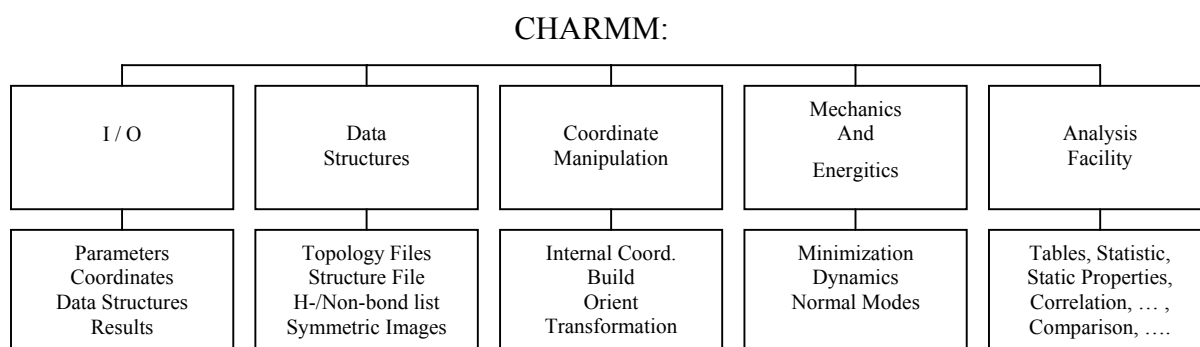 CHARMM:
I / O
Data
Structures
Coordinate
Manipulation
Mechanics
And
Energitics
Analysis
Facility
Parameters
Coordinates
Data Structures
Results
Topology Files
Structure File
H-/Non-bond list
Symmetric Images
Internal Coord.
Build
Orient
Transformation
Minimization
Dynamics
Normal Modes
Tables, Statistic,
Static Properties,
Correlation, … ,
Comparison, ….